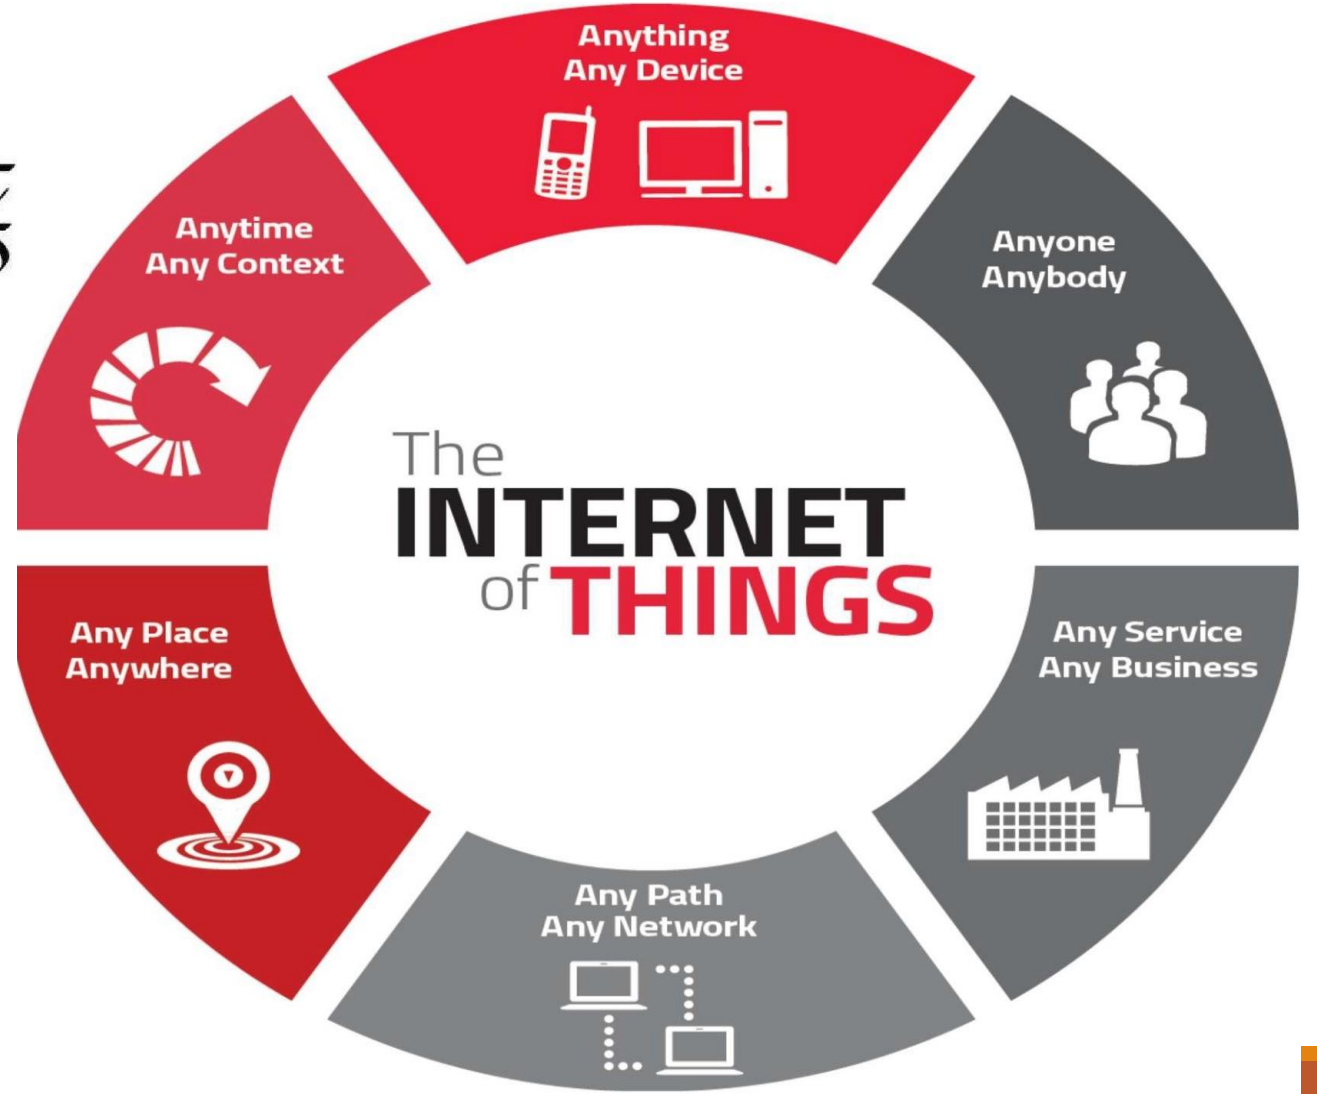 Anything
Any Device
Anyone
Anybody
Any Service
Any Business
Any Path
Any Network
Any Place
Anywhere
Anytime
Any Context
The
INTERNET
of THINGS